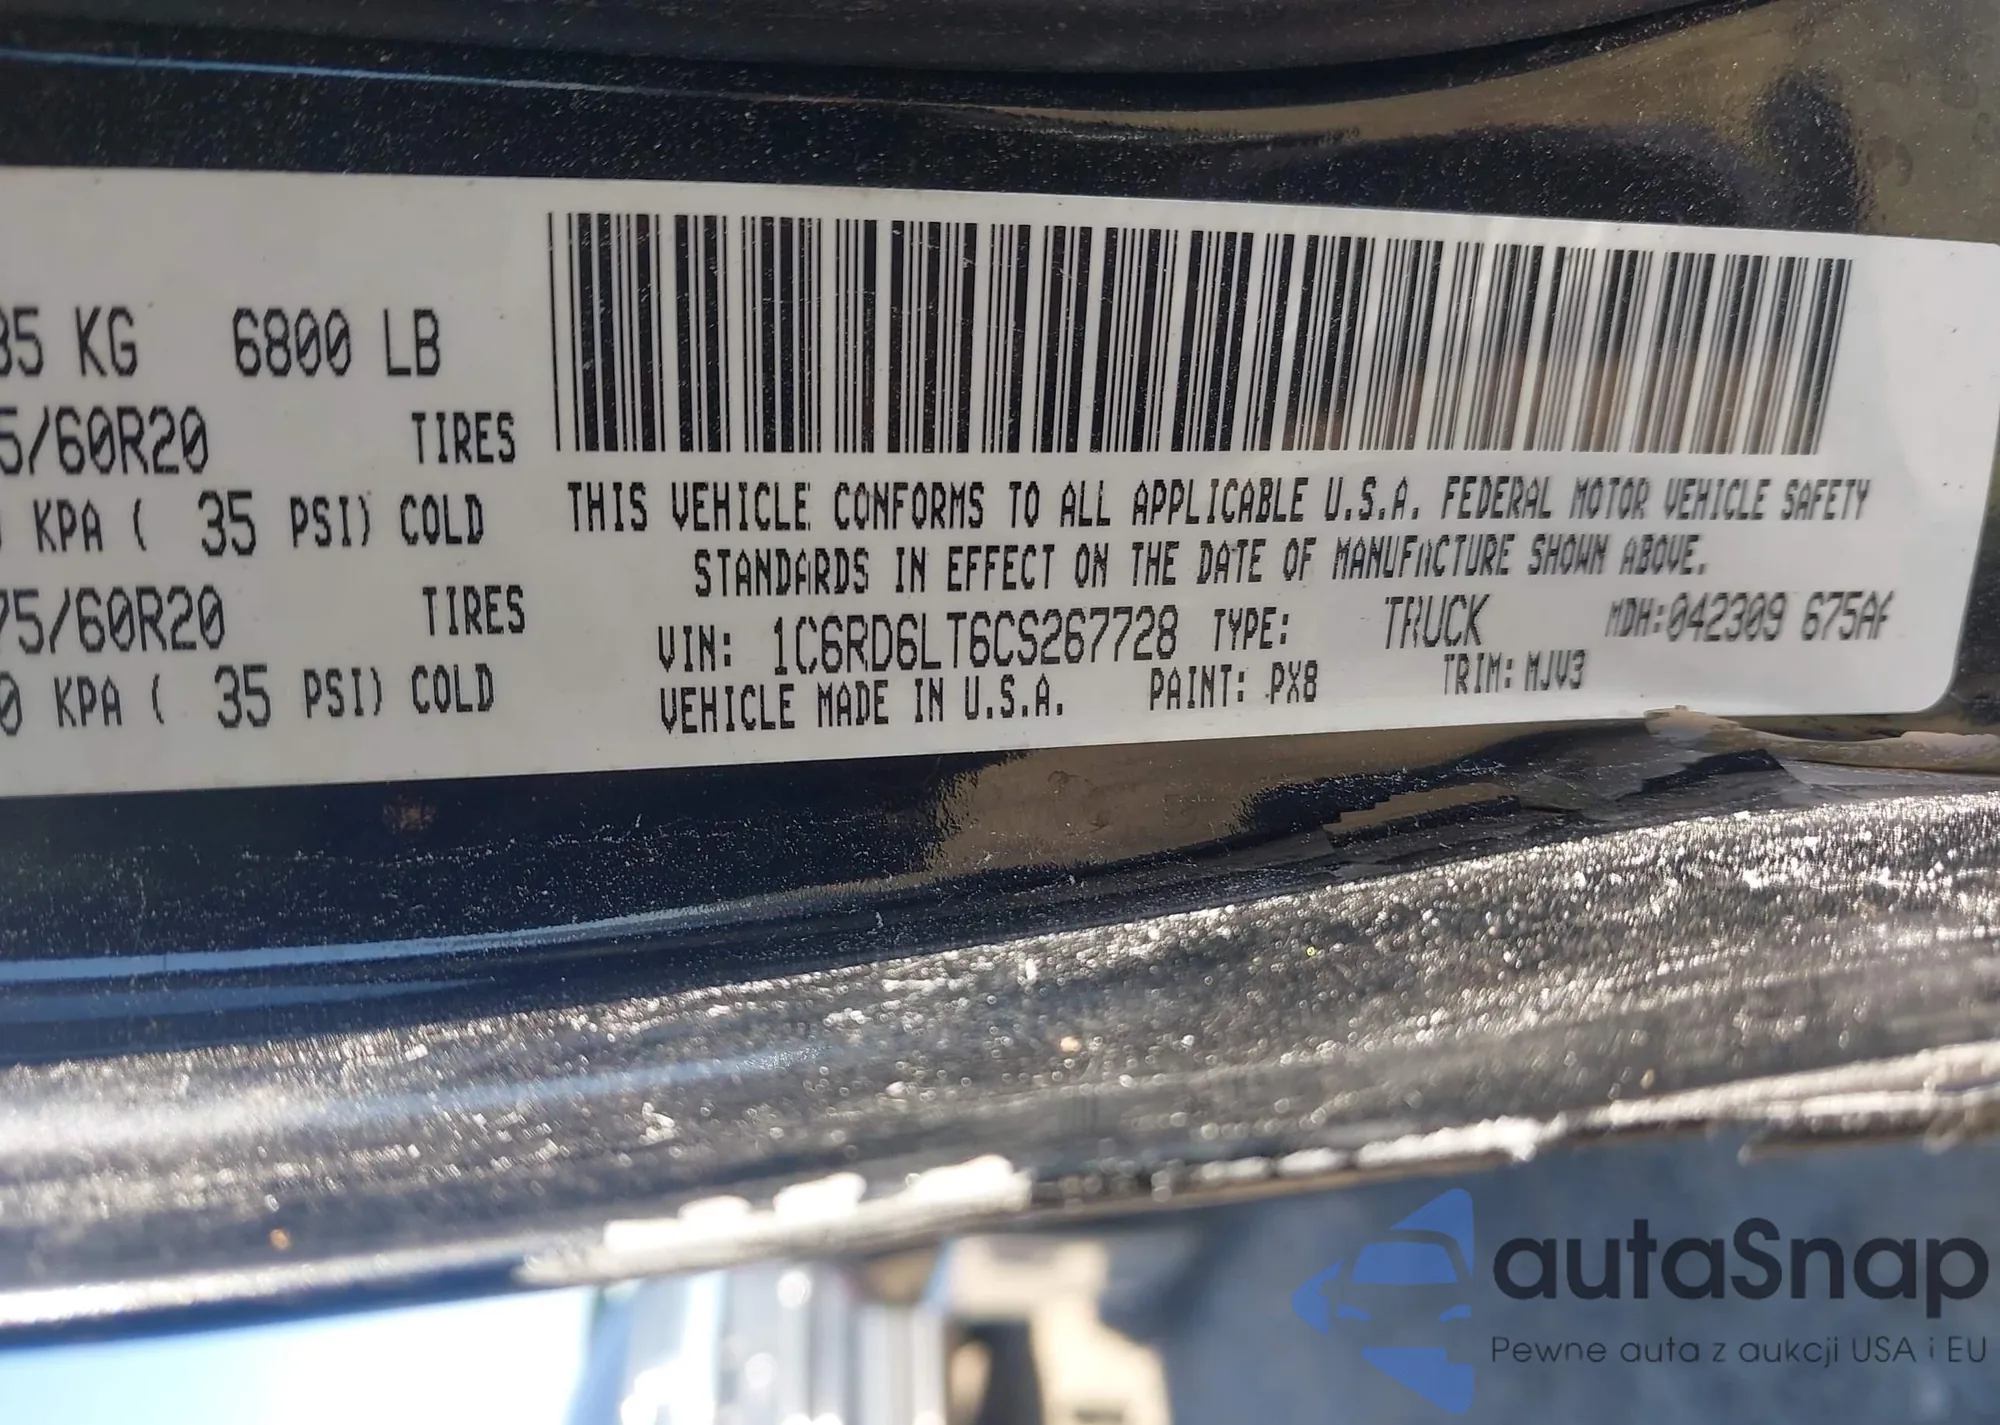 85 KG 6800 LB
5/60R20 TIRES
KPA ( 35 PSI) COLD
75/60R20 TIRES
0 KPA ( 35 PSI) COLD
THIS VEHICLE CONFORMS TO ALL APPLICABLE U.S.A. FEDERAL MOTOR VEHICLE SAFETY
STANDARDS IN EFFECT ON THE DATE OF MANUFACTURE SHOWN ABOVE.
VIN: 1C6RD6LT6CS267728 TYPE: TRUCK MDH:042309 675AA
VEHICLE MADE IN U.S.A. PAINT: PX8 TRIM: MJV3
autaSnap
Pewne auta z aukcji USA i EU